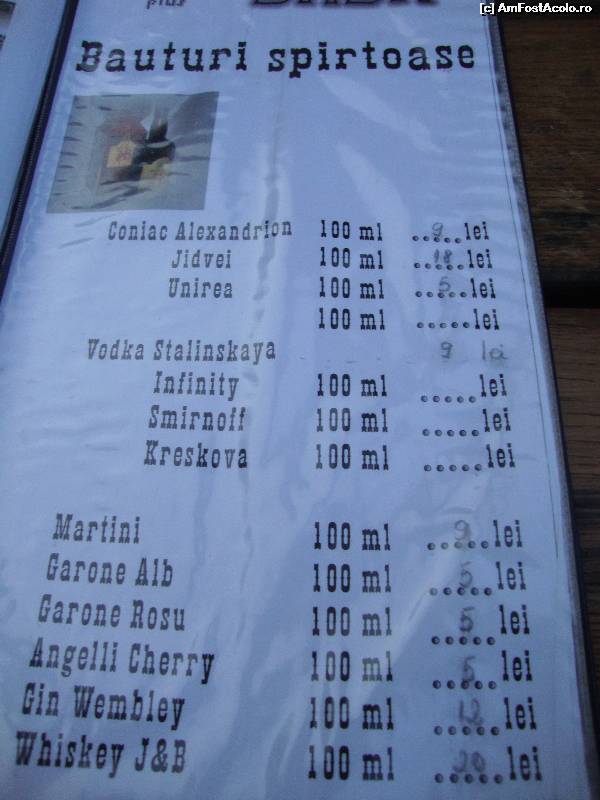 [c] AmFostAcolo.ro
plus
Bauturi spirtoase
Coniac Alexandrion 100 ml ..9...lei
Jidvei 100 ml ..18...lei
Unirea 100 ml ..5...lei
100 ml ......lei
Vodka Stalinskaya 9 lei
Infinity 100 ml .....lei
Smirnoff 100 ml .....lei
Kreskova 100 ml .....lei
Martini 100 ml ..9..lei
Garone Alb 100 ml ..5..lei
Garone Rosu 100 ml ..5..lei
Angelli Cherry 100 ml ..5..lei
Gin Wembley 100 ml ..12..lei
Whiskey J&B 100 ml ..20..lei